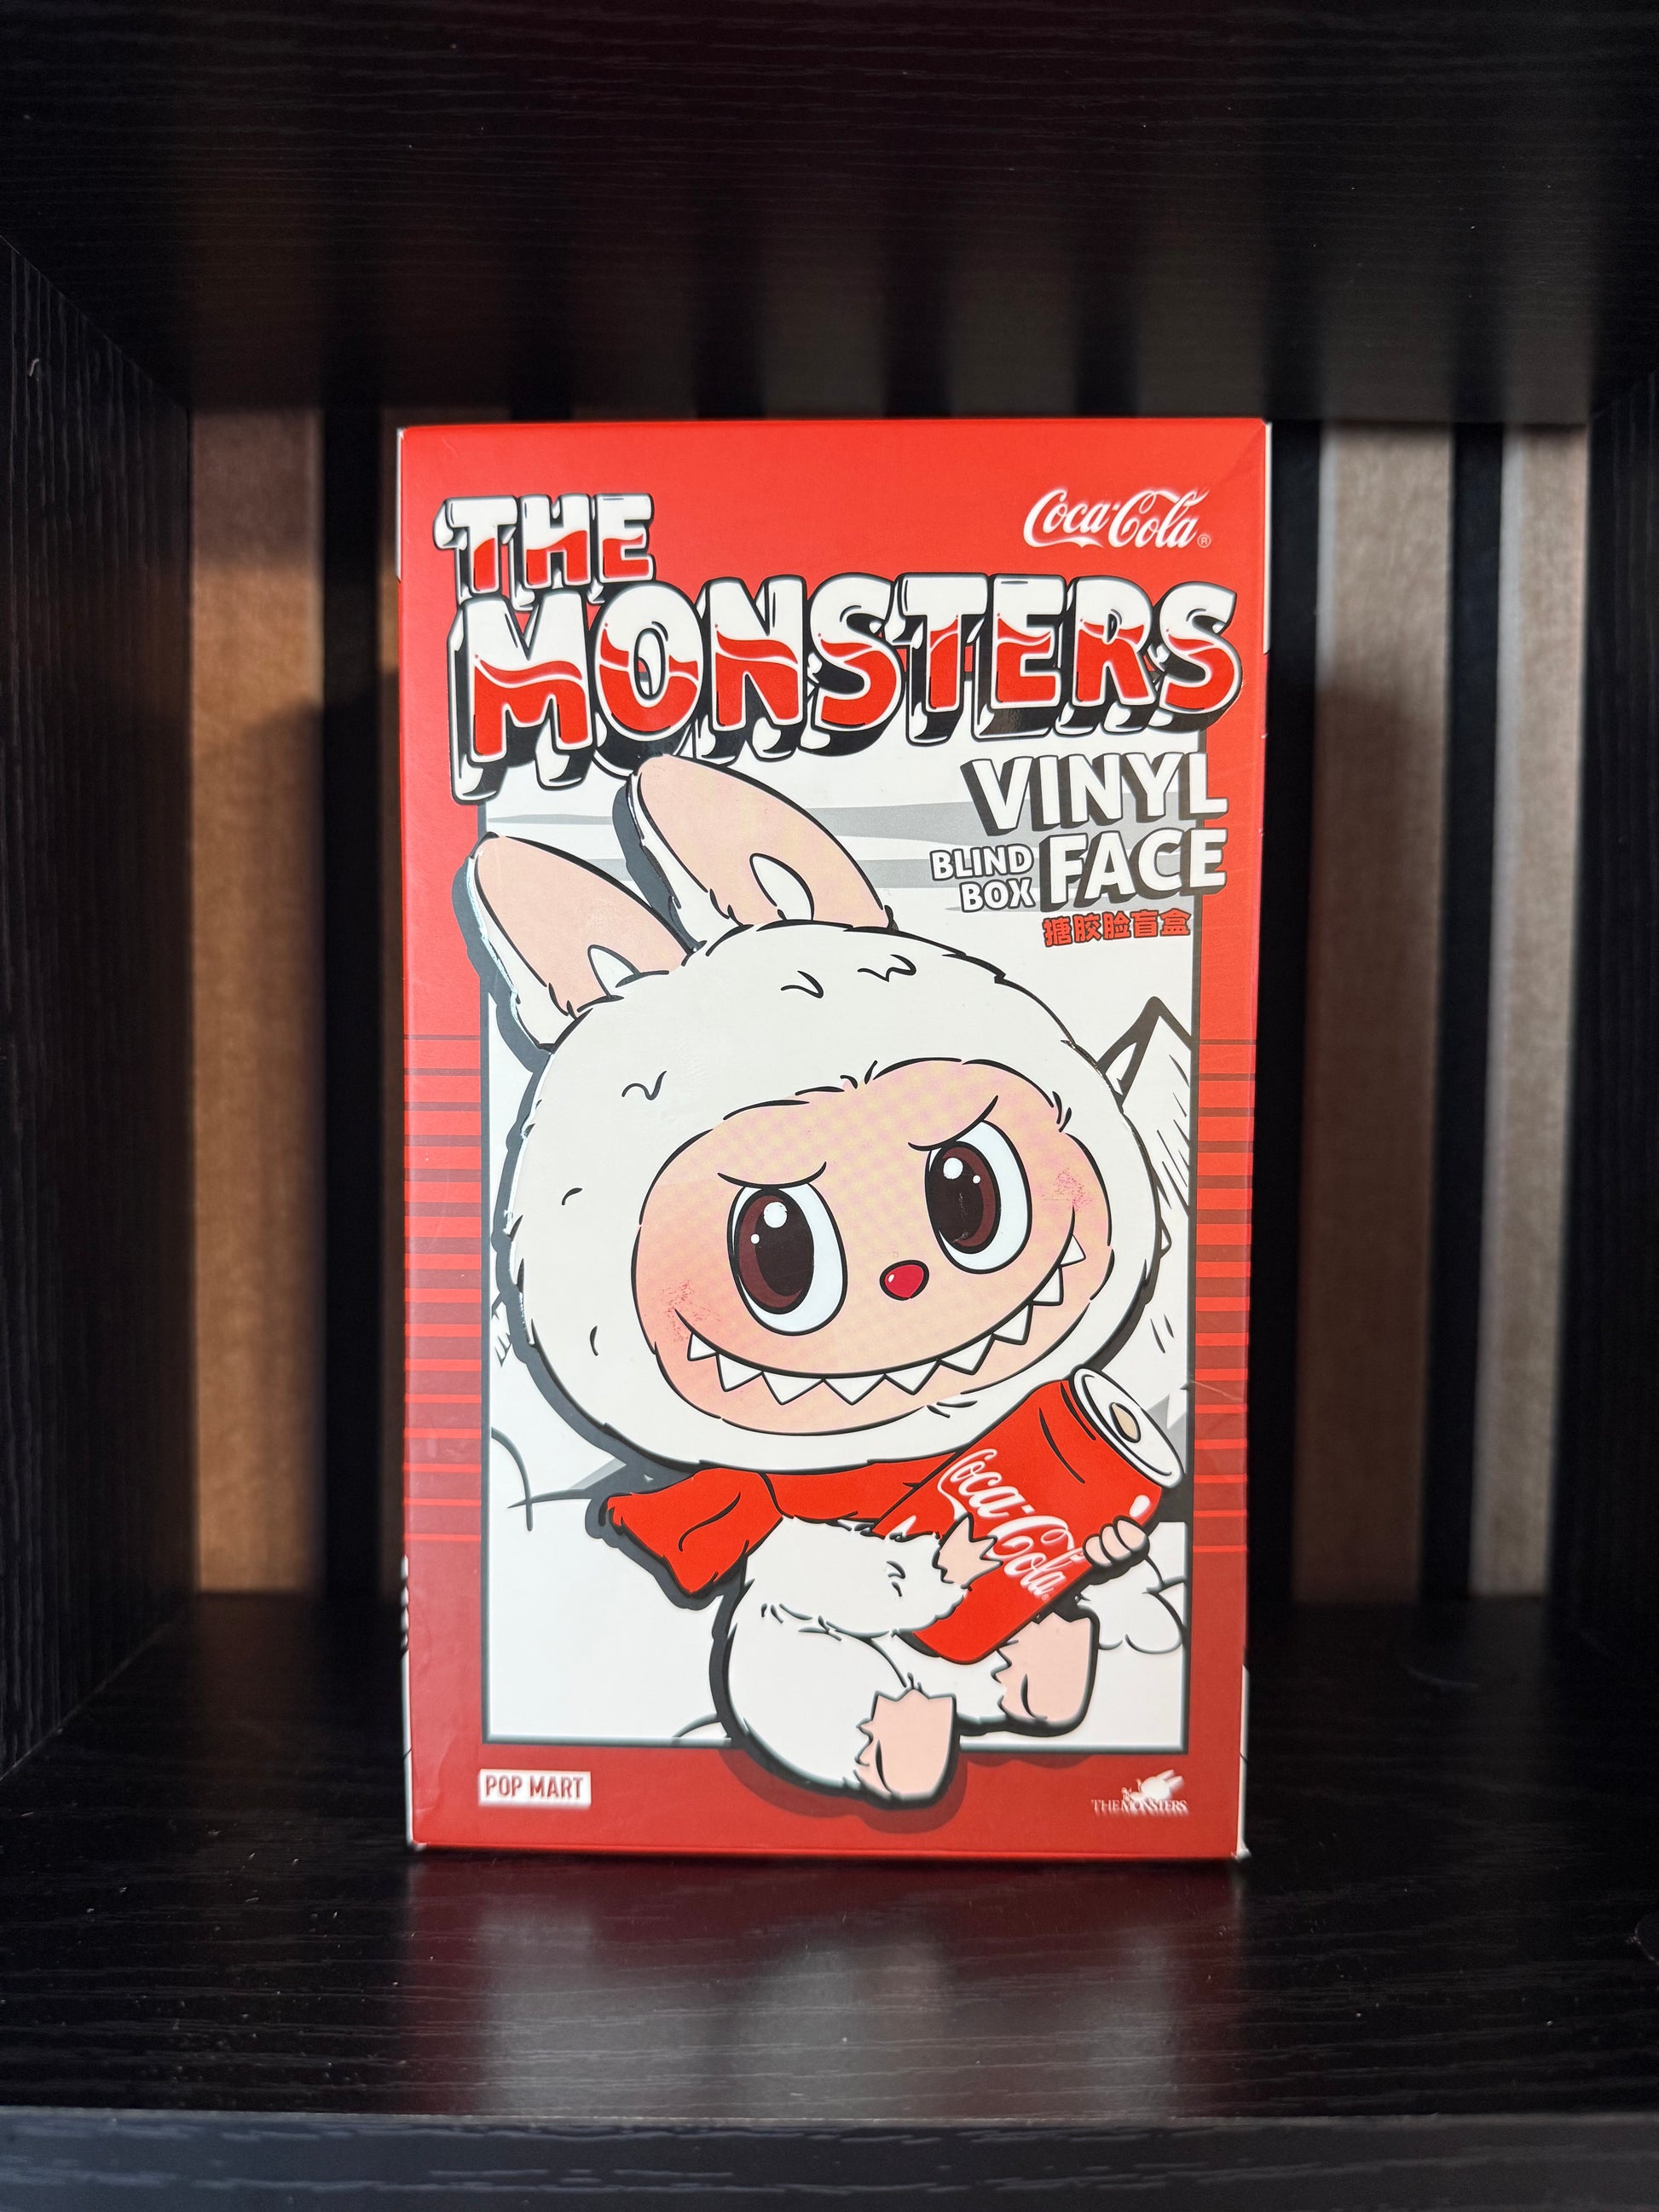 THE
Coca-Cola®
MONSTERS
VINYL
BLIND BOX FACE
搪胶脸盲盒
Coca-Cola
POP MART
THE MONSTERS